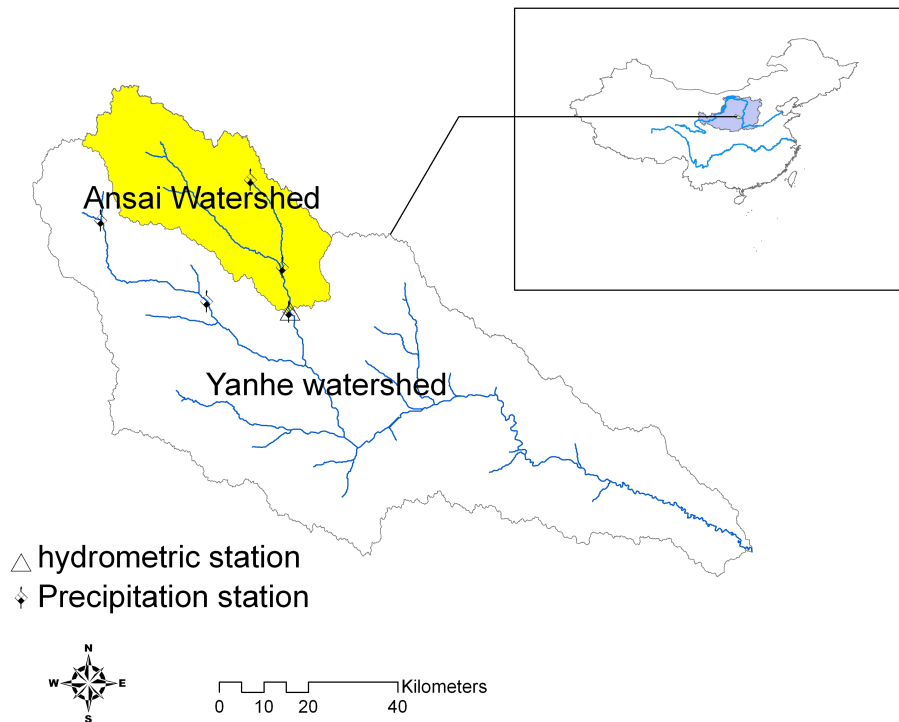 Ansai Watershed
Yanhe watershed
hydrometric station
Precipitation station
N
W E
S
Kilometers
0 10 20 40